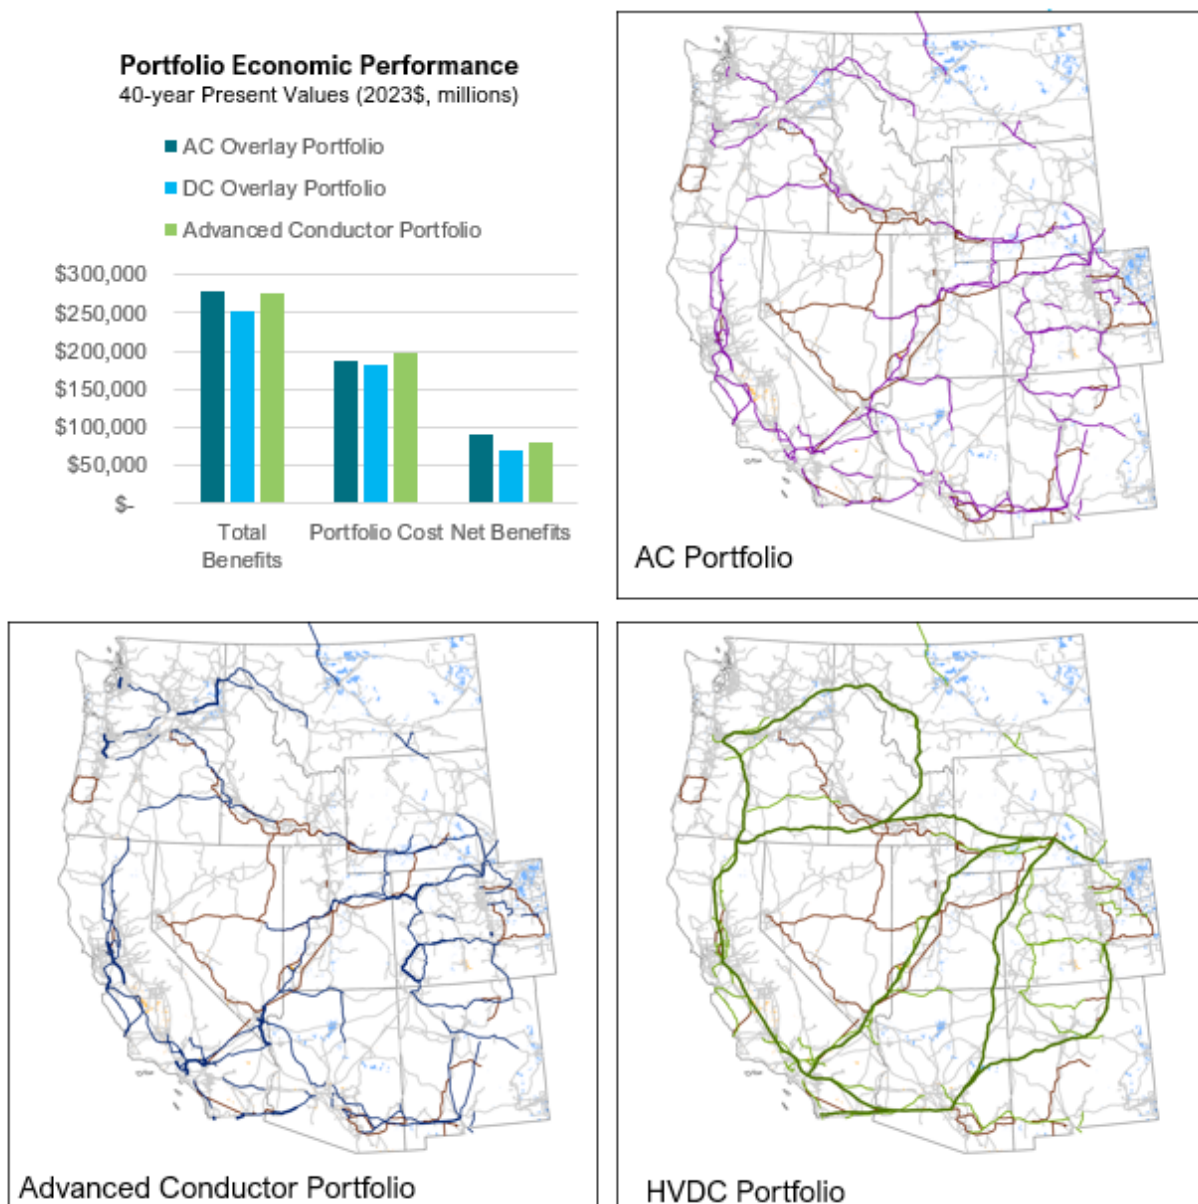 Portfolio Economic Performance
40-year Present Values (2023$, millions)
AC Overlay Portfolio
DC Overlay Portfolio
Advanced Conductor Portfolio
$300,000
$250,000
$200,000
$150,000
$100,000
$50,000
$-
Total Benefits
Portfolio Cost
Net Benefits
AC Portfolio
Advanced Conductor Portfolio
HVDC Portfolio